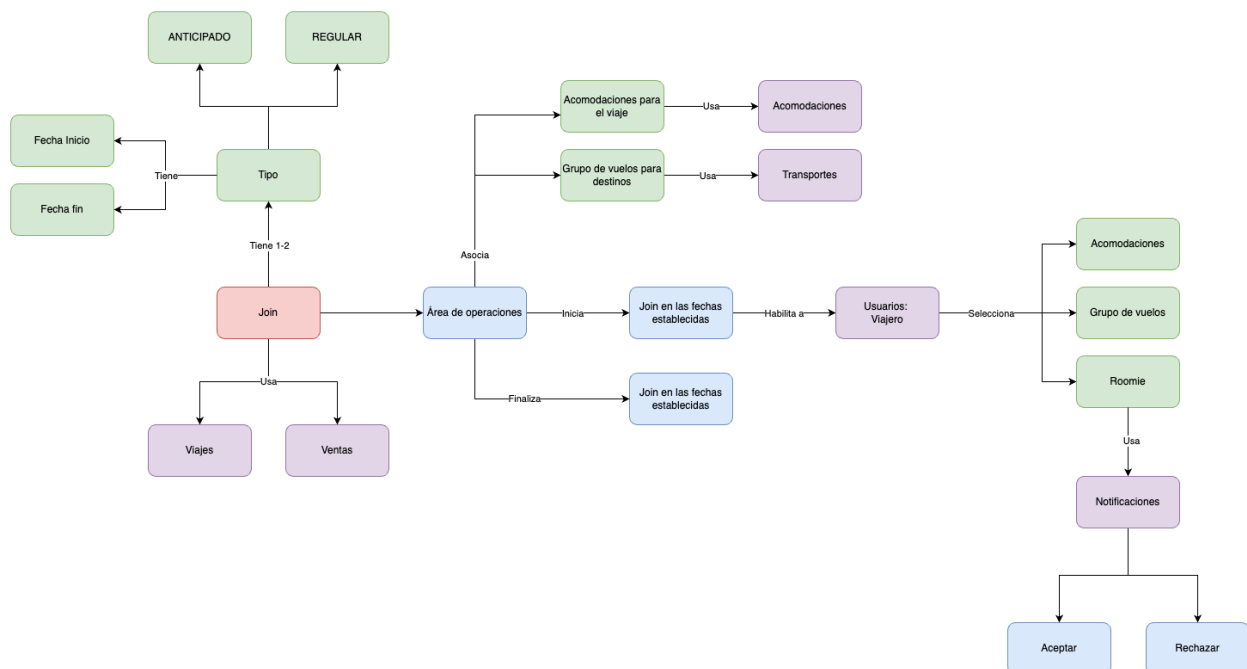 ANTICIPADO
REGULAR
Acomodaciones para
el viaje
Usa
Acomodaciones
Fecha Inicio
Tiene
Tipo
Grupo de vuelos para
destinos
Usa
Transportes
Fecha fin
Tiene 1-2
Asocia
Acomodaciones
Join
Área de operaciones
Inicia
Join en las fechas
establecidas
Habilita a
Usuarios:
Viajero
Selecciona
Grupo de vuelos
Usa
Finaliza
Join en las fechas
establecidas
Roomie
Viajes
Ventas
Usa
Notificaciones
Aceptar
Rechazar